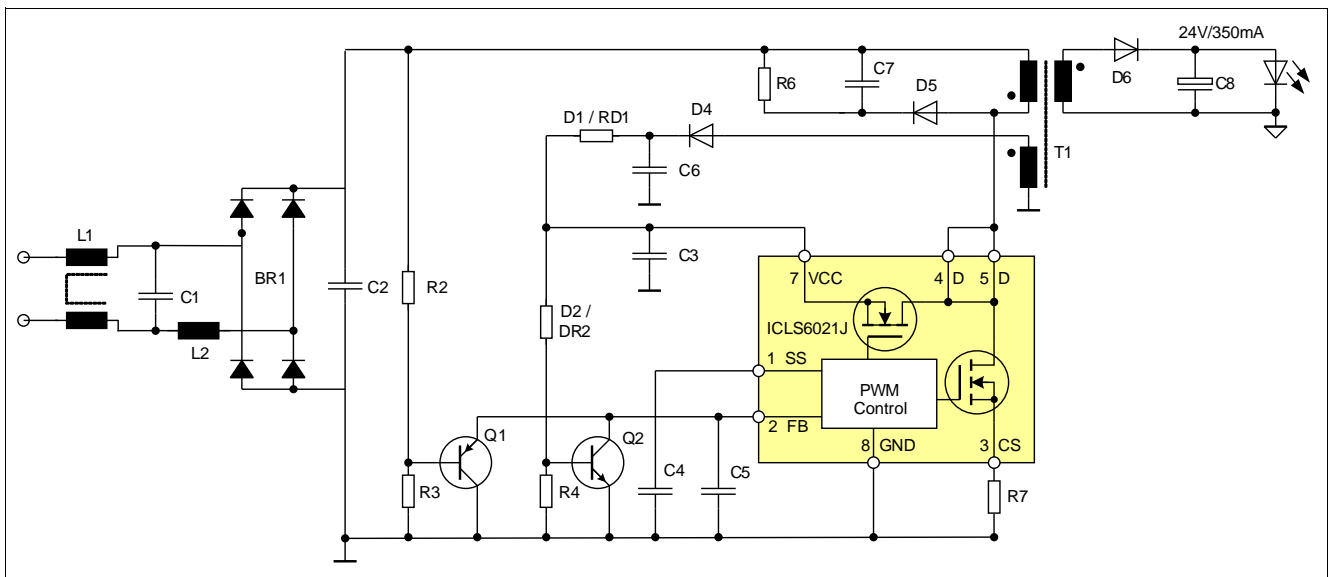 24V/350mA
C7
R6
D5
D6
C8
D1 / RD1
D4
C6
T1
L1
C3
7 VCC
4 D
5 D
C1
BR1
C2
R2
D2 /
DR2
ICLS6021J
L2
1 SS
PWM
Control
2 FB
Q1
Q2
8 GND
3 CS
C4
C5
R3
R4
R7